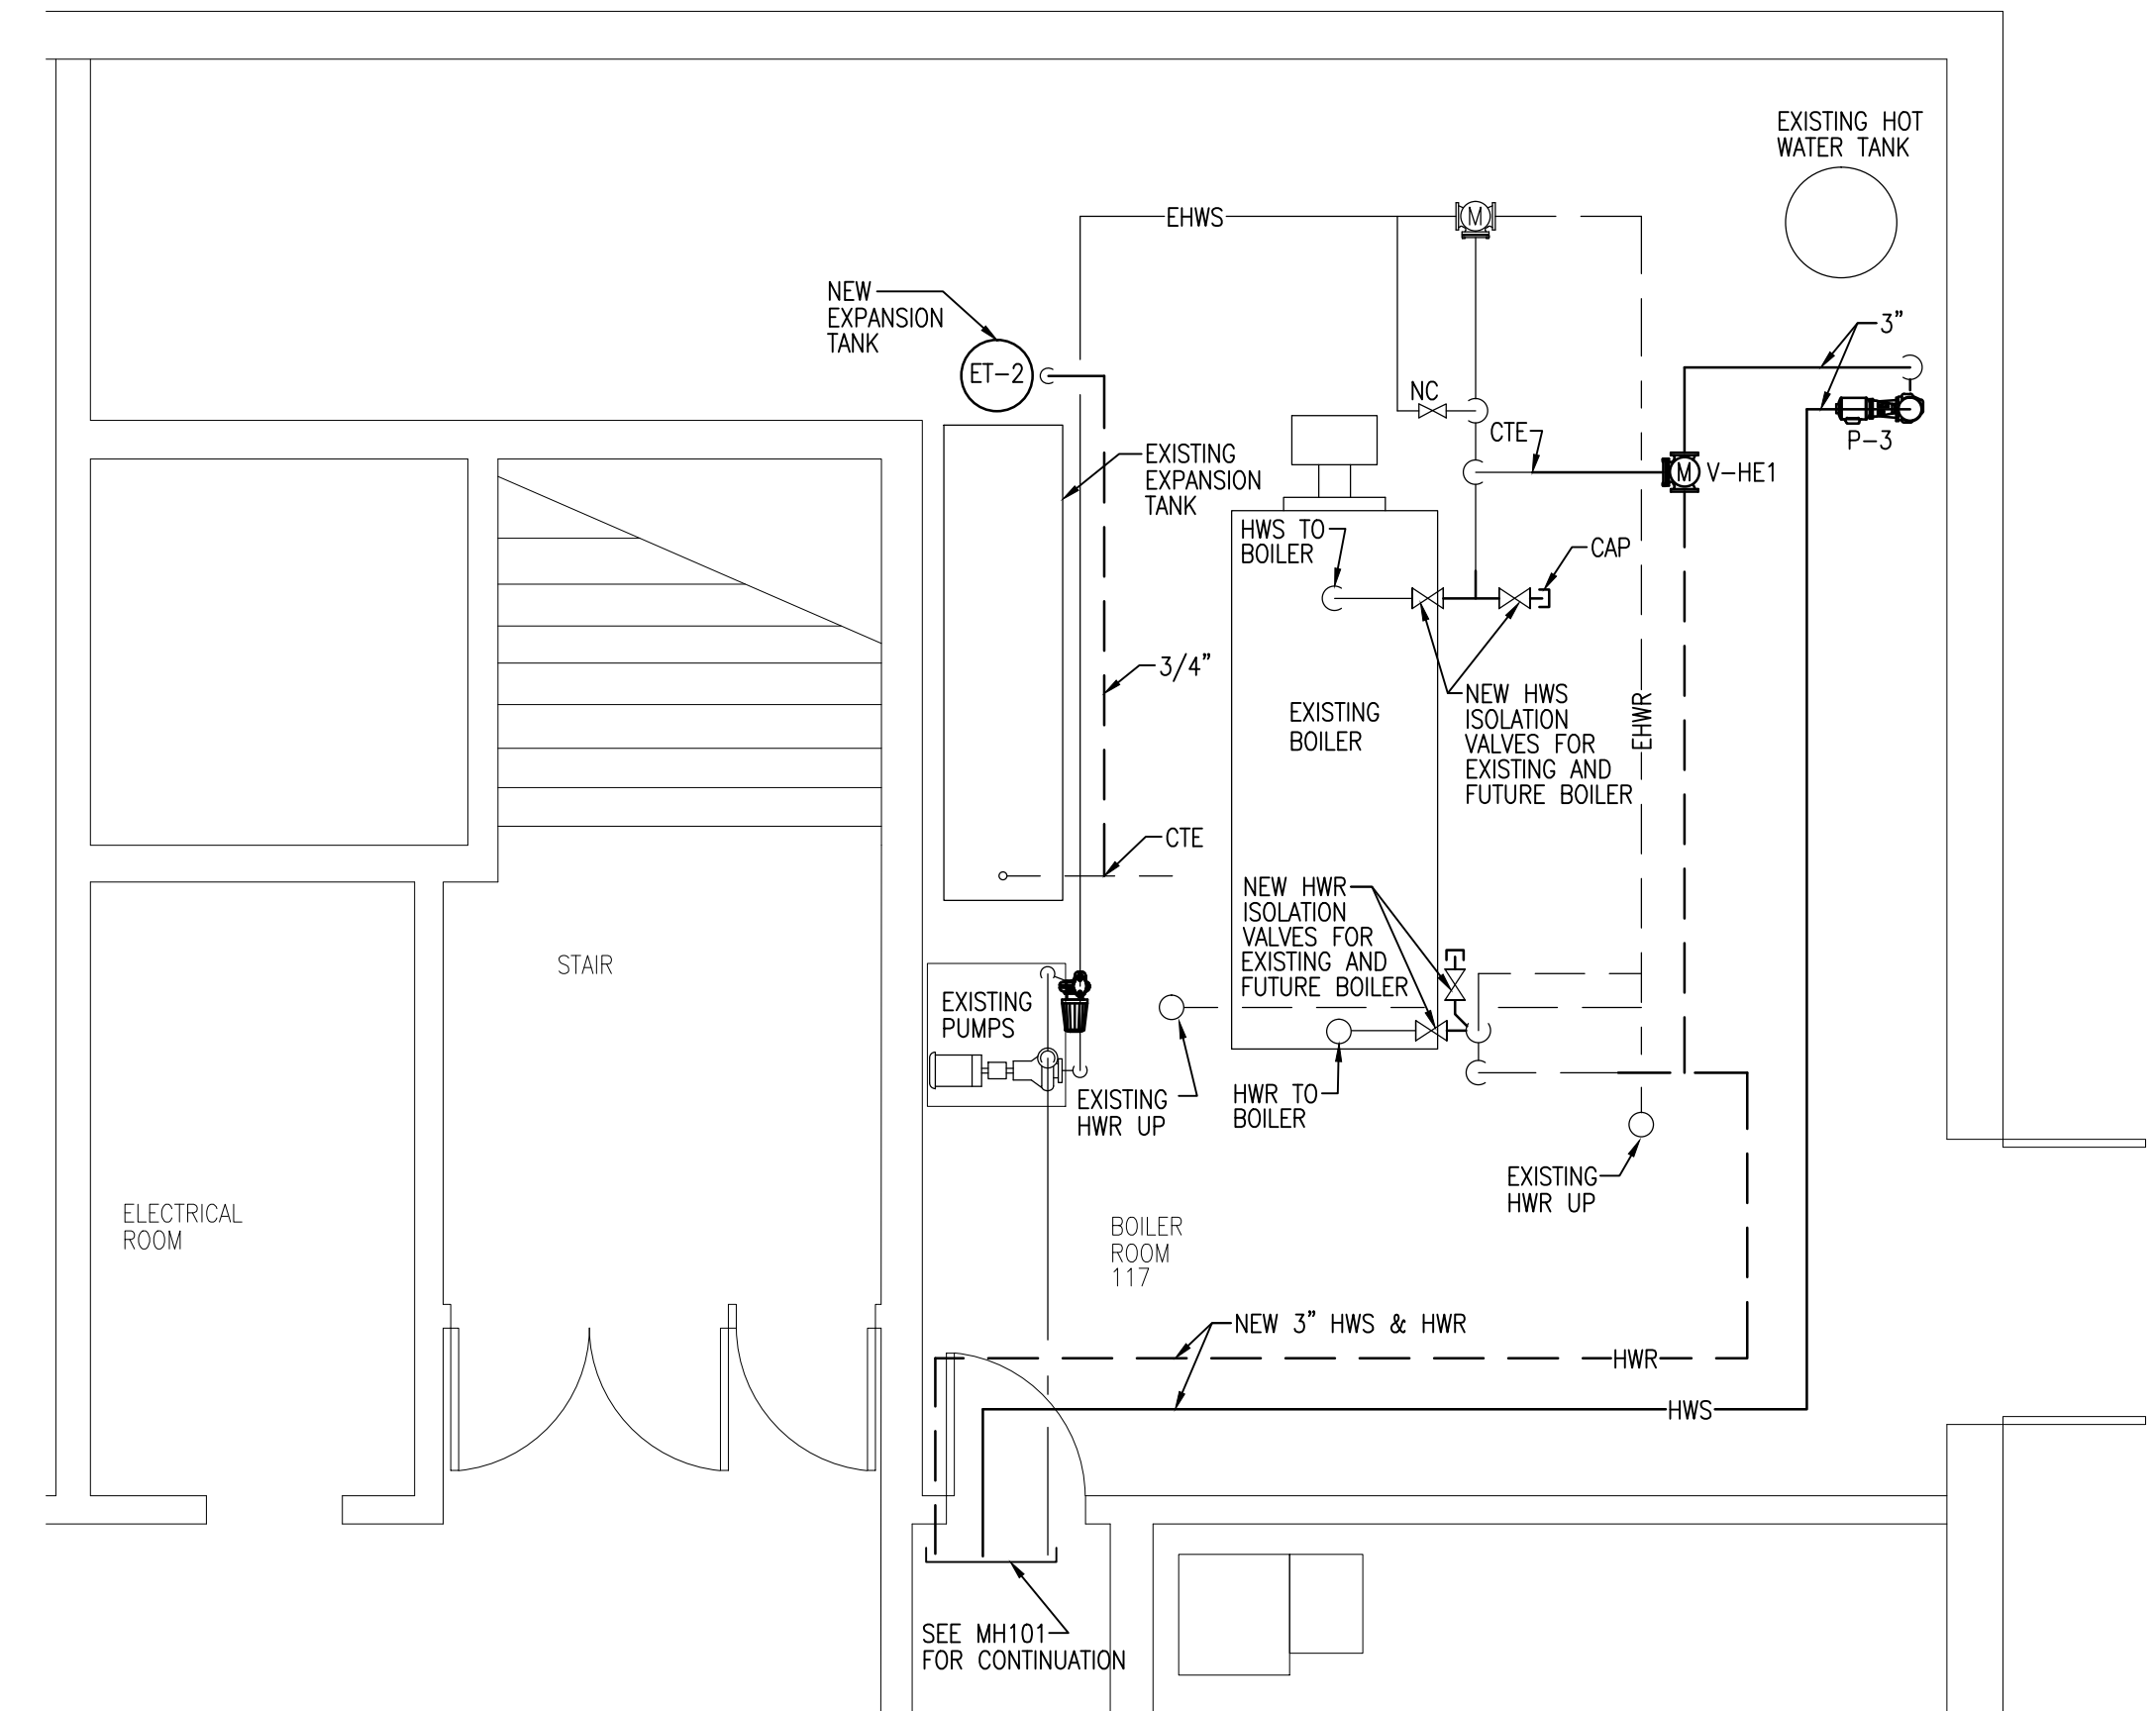 EXISTING HOT
WATER TANK
EHWS
M
NEW
EXPANSION
TANK
ET-2
3"
NC
CTE
P-3
EXISTING
EXPANSION
TANK
M
V-HE1
HWS TO
BOILER
CAP
3/4"
NEW HWS
ISOLATION
VALVES FOR
EXISTING AND
FUTURE BOILER
EXISTING
BOILER
EHWR
CTE
NEW HWR
ISOLATION
VALVES FOR
EXISTING AND
FUTURE BOILER
STAIR
EXISTING
PUMPS
EXISTING
HWR UP
HWR TO
BOILER
EXISTING
HWR UP
ELECTRICAL
ROOM
BOILER
ROOM
117
NEW 3" HWS & HWR
HWR
HWS
SEE MH101
FOR CONTINUATION